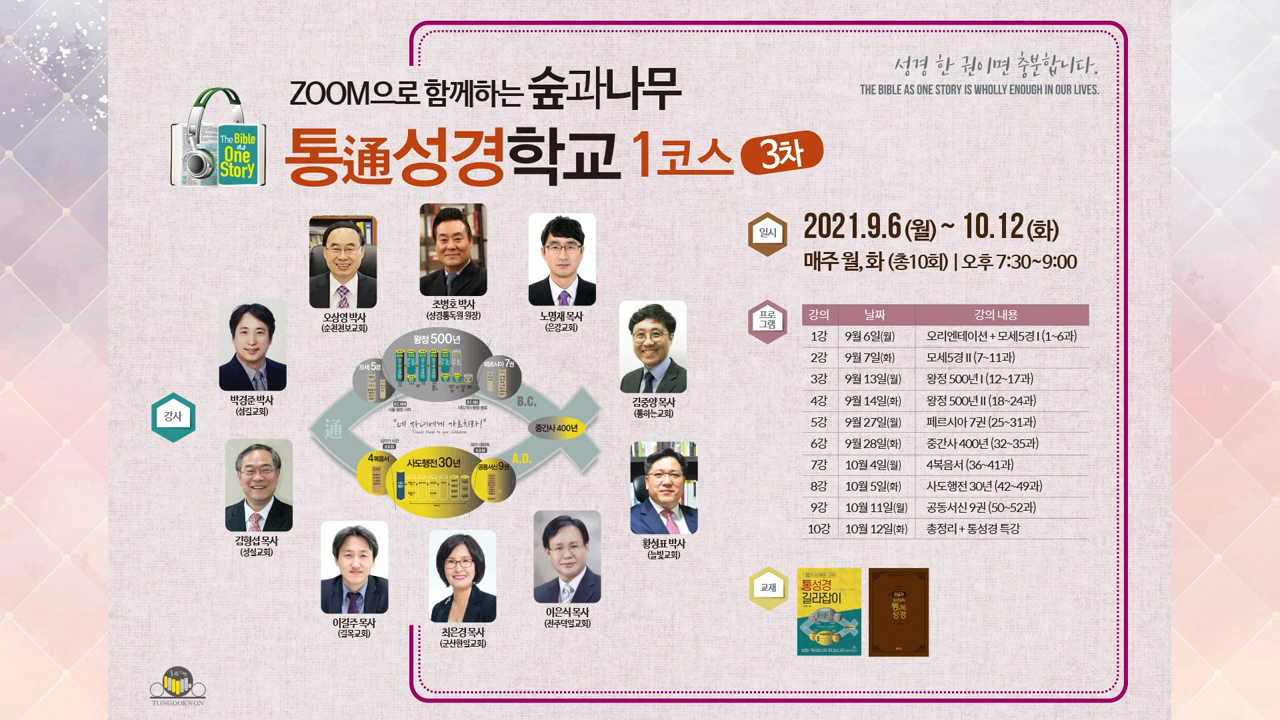 성경 한 권이면 충분합니다.
THE BIBLE AS ONE STORY IS WHOLLY ENOUGH IN OUR LIVES.
ZOOM으로 함께하는 숲과나무
통通성경학교 1코스 3차
The Bible
as
One
Story
일시
2021.9.6(월) ~ 10.12(화)
매주 월, 화 (총10회) | 오후 7:30~9:00
프로그램
강의 날짜 강의 내용
1강 9월 6일(월) 오리엔테이션 + 모세5경 I (1~6과)
2강 9월 7일(화) 모세5경 II (7~11과)
3강 9월 13일(월) 왕정 500년 I (12~17과)
4강 9월 14일(화) 왕정 500년 II (18~24과)
5강 9월 27일(월) 페르시아 7권 (25~31과)
6강 9월 28일(화) 중간사 400년 (32~35과)
7강 10월 4일(월) 4복음서 (36~41과)
8강 10월 5일(화) 사도행전 30년 (42~49과)
9강 10월 11일(월) 공동서신 9권 (50~52과)
10강 10월 12일(화) 총정리 + 통성경 특강
교재
통성경
길라잡이
성경
강사
오상영 박사
(순천천보교회)
조병호 박사
(성경통독원 원장)
노명재 목사
(은강교회)
박경준 박사
(섬김교회)
김중양 목사
(통하는교회)
김형섭 목사
(성실교회)
황성표 박사
(늘빛교회)
이길주 목사
(길목교회)
최은경 목사
(군산한일교회)
이은식 목사
(전주덕일교회)
왕정 500년
모세 5경
페르시아 7권
B.C.
通
"네 자녀에게 가르치라!"
중간사 400년
A.D.
4복음서
사도행전 30년
공동서신 9권
TONGDOKWON